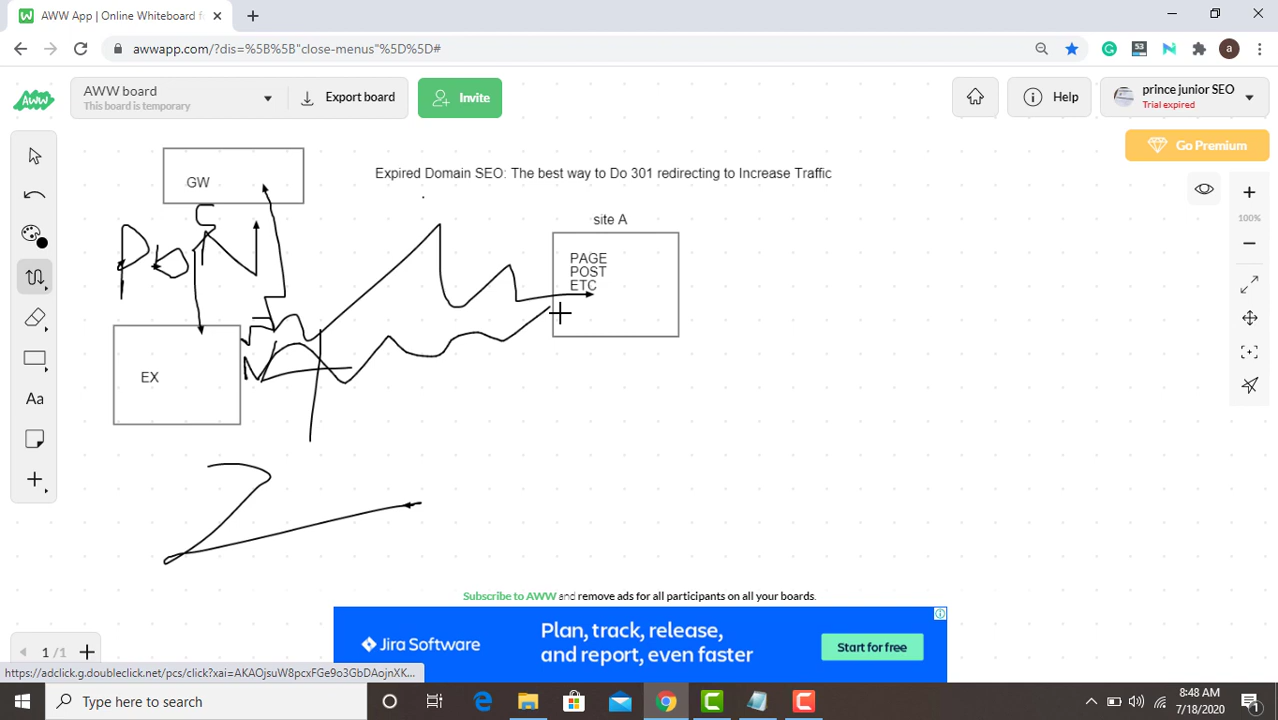 AWW App | Online Whiteboard f
awwapp.com/?dis=%5B%5B"close-menus"%5D%5D#
53
a
AWW
AWW board
This board is temporary
Export board
Invite
Help
prince junior SEO
Trial expired
Go Premium
GW
Expired Domain SEO: The best way to Do 301 redirecting to Increase Traffic
site A
100%
PAGE
POST
ETC
EX
Aa
Subscribe to AWW and remove ads for all participants on all your boards.
Jira Software
Plan, track, release,
and report, even faster
Start for free
1 /1
https://adclick.g.doubleclick.net/pcs/click?xai=AKAOjsuW8pcxFGe9o3GbDAojnXK...
Type here to search
8:48 AM
7/18/2020
1